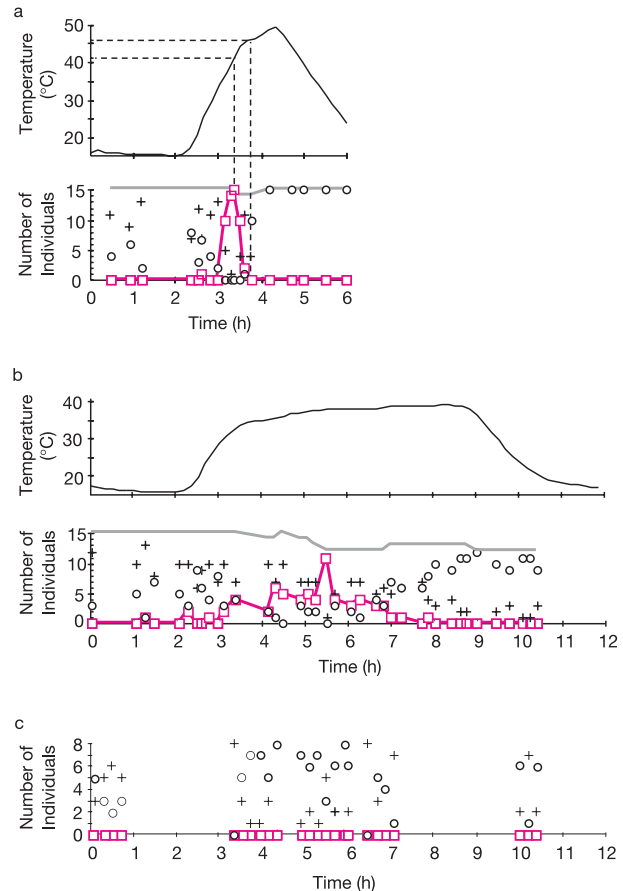 a
Temperature
(°C)
50
40
30
20
Number of
Individuals
15
10
5
0
0 1 2 3 4 5 6
Time (h)
b
Temperature
(°C)
40
30
20
Number of
Individuals
15
10
5
0
0 1 2 3 4 5 6 7 8 9 10 11 12
Time (h)
c
Number of
Individuals
8
6
4
2
0
0 1 2 3 4 5 6 7 8 9 10 11 12
Time (h)